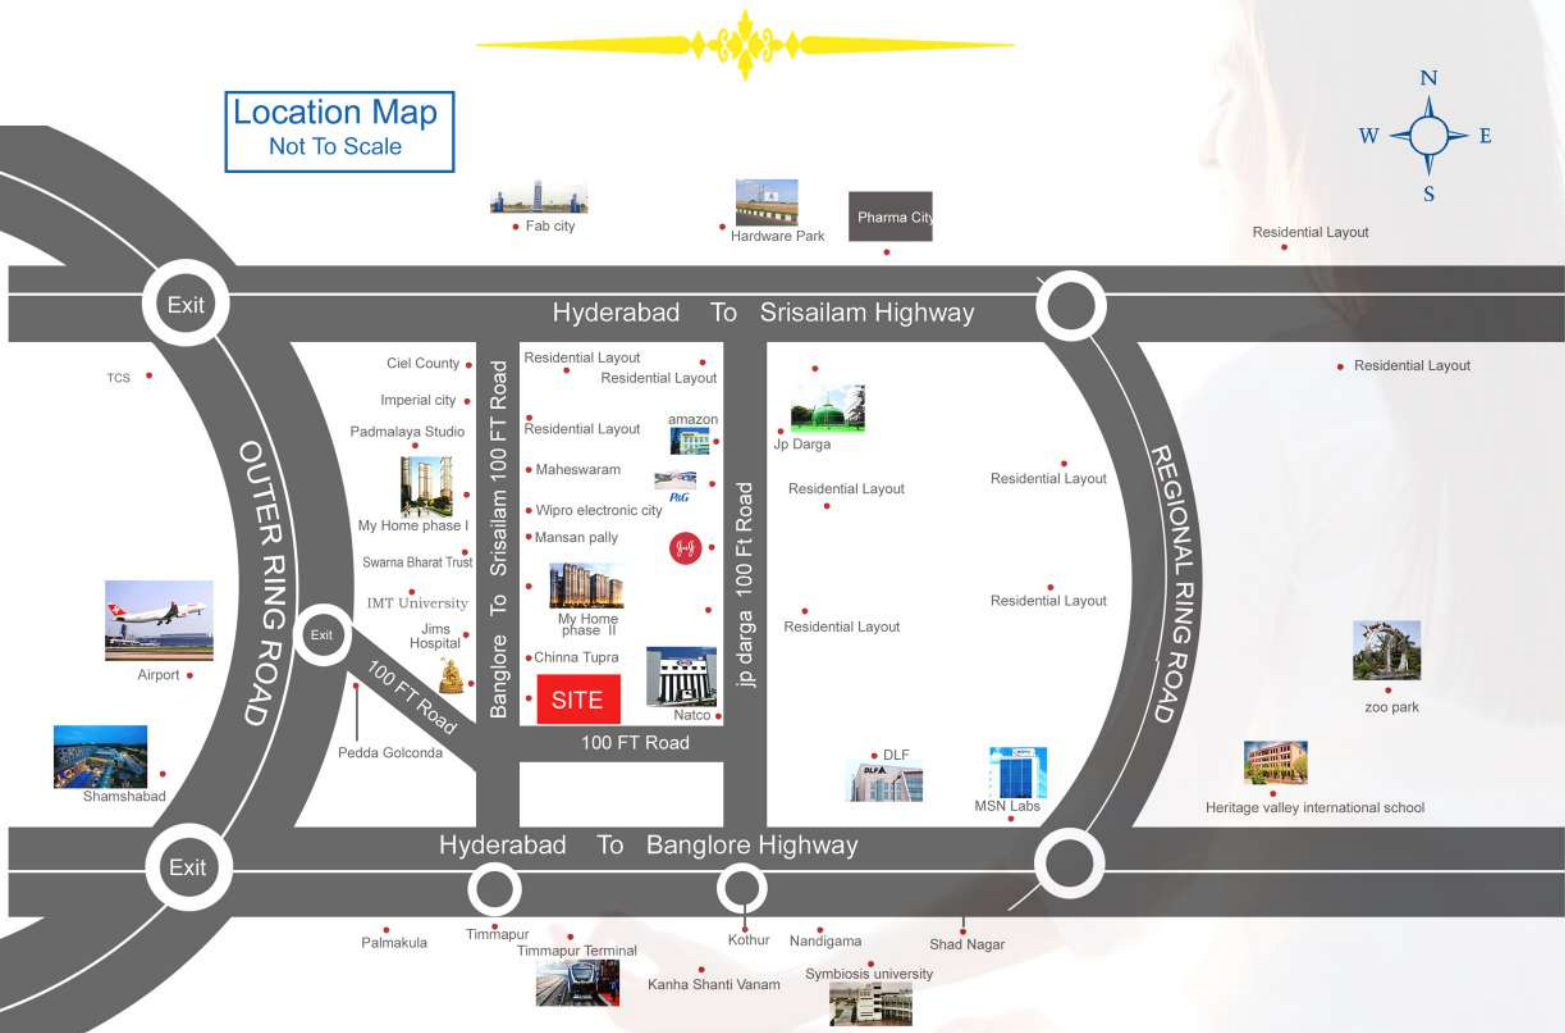 Location Map
Not To Scale
N
W
E
S
Fab city
Hardware Park
Pharma City
Residential Layout
Exit
Hyderabad To Srisailam Highway
TCS
Ciel County
Imperial city
Padmalaya Studio
My Home phase I
Swarna Bharat Trust
IMT University
Jims
Hospital
Banglore To Srisailam 100 FT Road
Residential Layout
Residential Layout
Residential Layout
amazon
Maheswaram
P&G
Wipro electronic city
Mansan pally
J&J
My Home
phase II
Chinna Tupra
SITE
Natco
jp darga 100 Ft Road
Jp Darga
Residential Layout
Residential Layout
Residential Layout
Residential Layout
Residential Layout
REGIONAL RING ROAD
OUTER RING ROAD
Exit
100 FT Road
100 FT Road
Airport
Pedda Golconda
Shamshabad
DLF
DLF
MSN Labs
zoo park
Heritage valley international school
Exit
Hyderabad To Banglore Highway
Palmakula
Timmapur
Timmapur Terminal
Kothur
Nandigama
Shad Nagar
Kanha Shanti Vanam
Symbiosis university